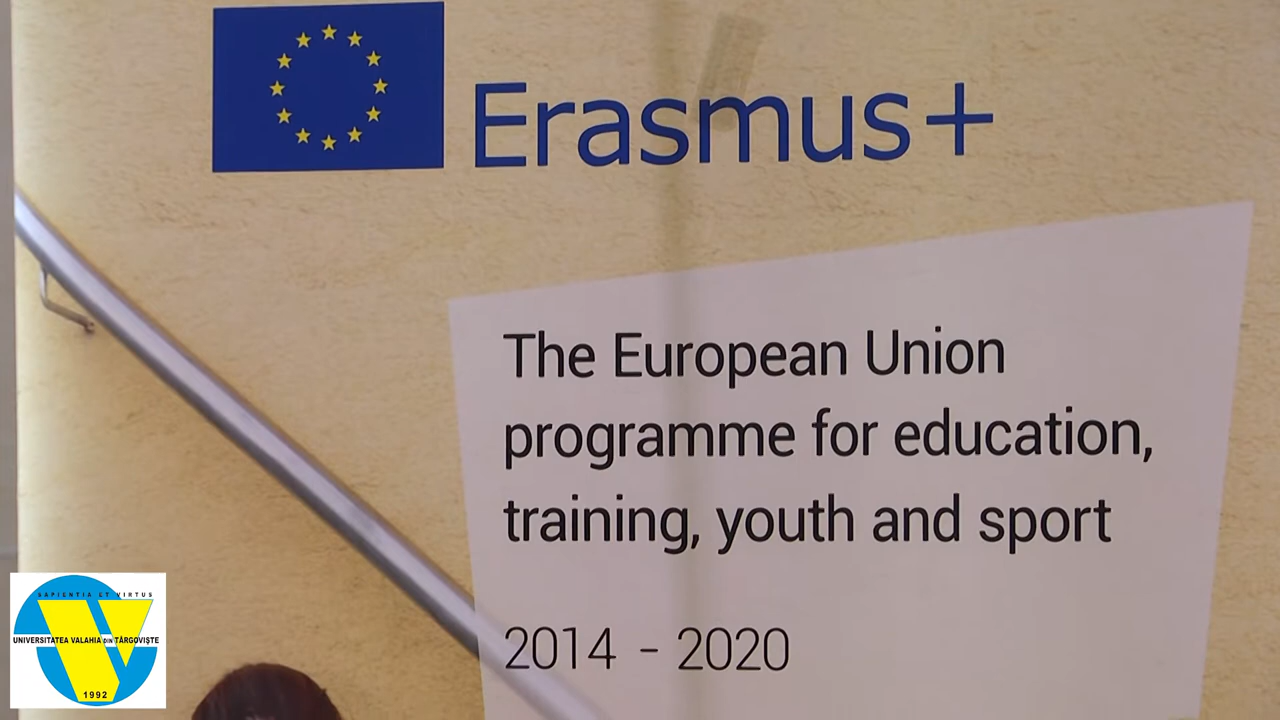 Erasmus+
The European Union
programme for education,
training, youth and sport
2014 - 2020
SAPIENTIA ET VIRTUS
UNIVERSITATEA VALAHIA DIN TÂRGOVIŞTE
1992